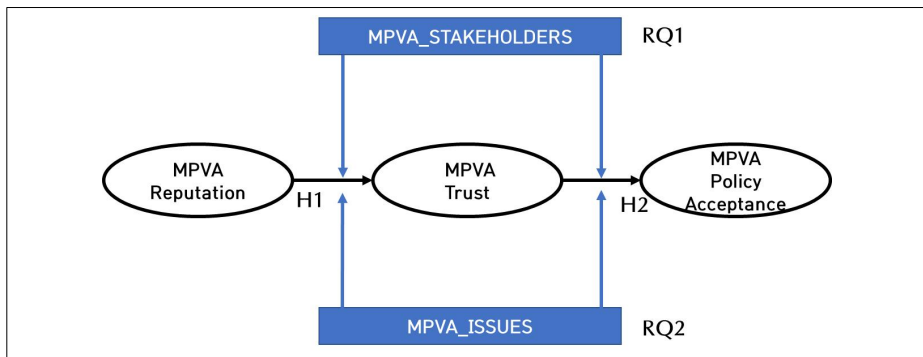 MPVA_STAKEHOLDERS
RQ1
MPVA
Reputation
H1
MPVA
Trust
H2
MPVA
Policy
Acceptance
MPVA_ISSUES
RQ2